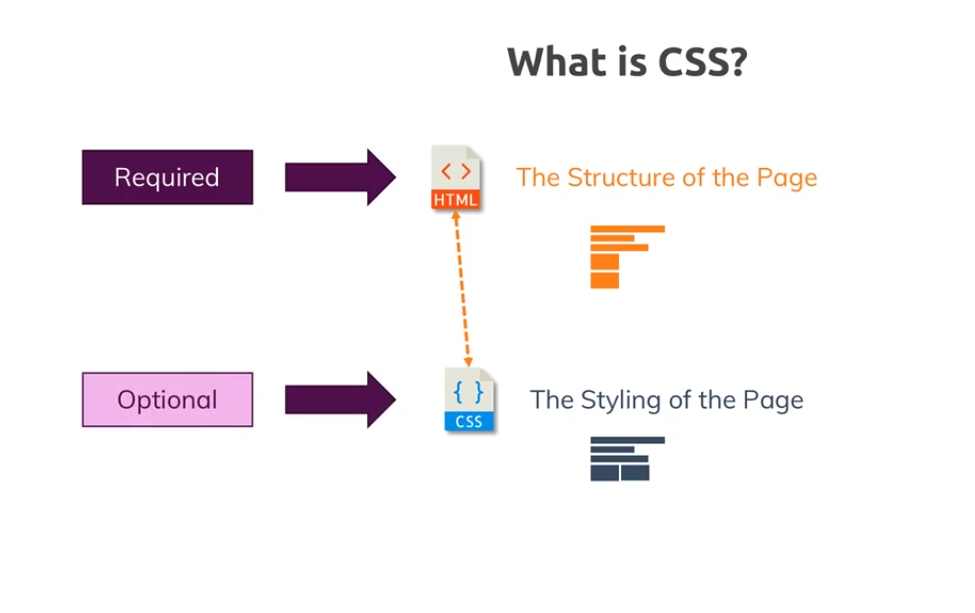 What is CSS?
Required
< >
HTML
The Structure of the Page
Optional
{ }
CSS
The Styling of the Page